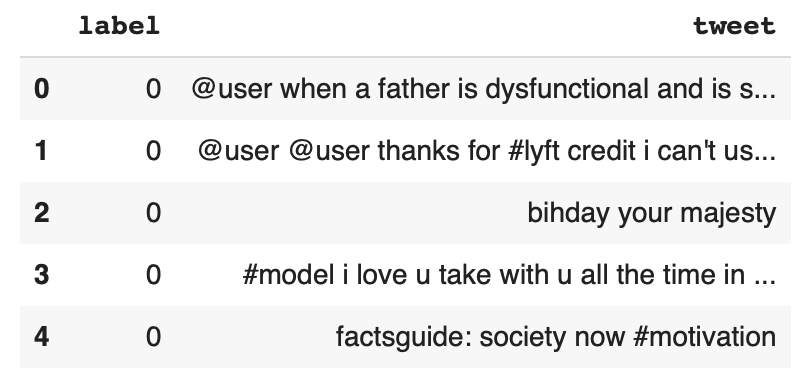 label tweet
0 0 @user when a father is dysfunctional and is s...
1 0 @user @user thanks for #lyft credit i can't us...
2 0 bihday your majesty
3 0 #model i love u take with u all the time in ...
4 0 factsguide: society now #motivation